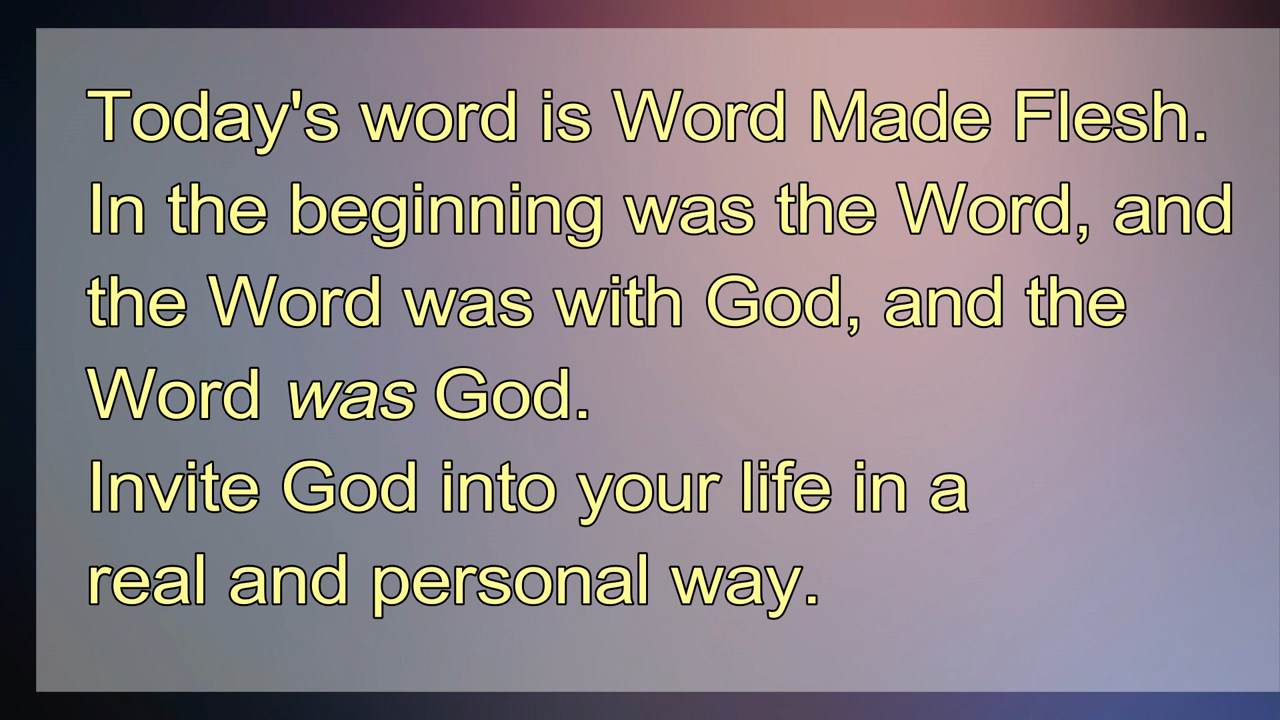 Today's word is Word Made Flesh.
In the beginning was the Word, and
the Word was with God, and the
Word was God.
Invite God into your life in a
real and personal way.